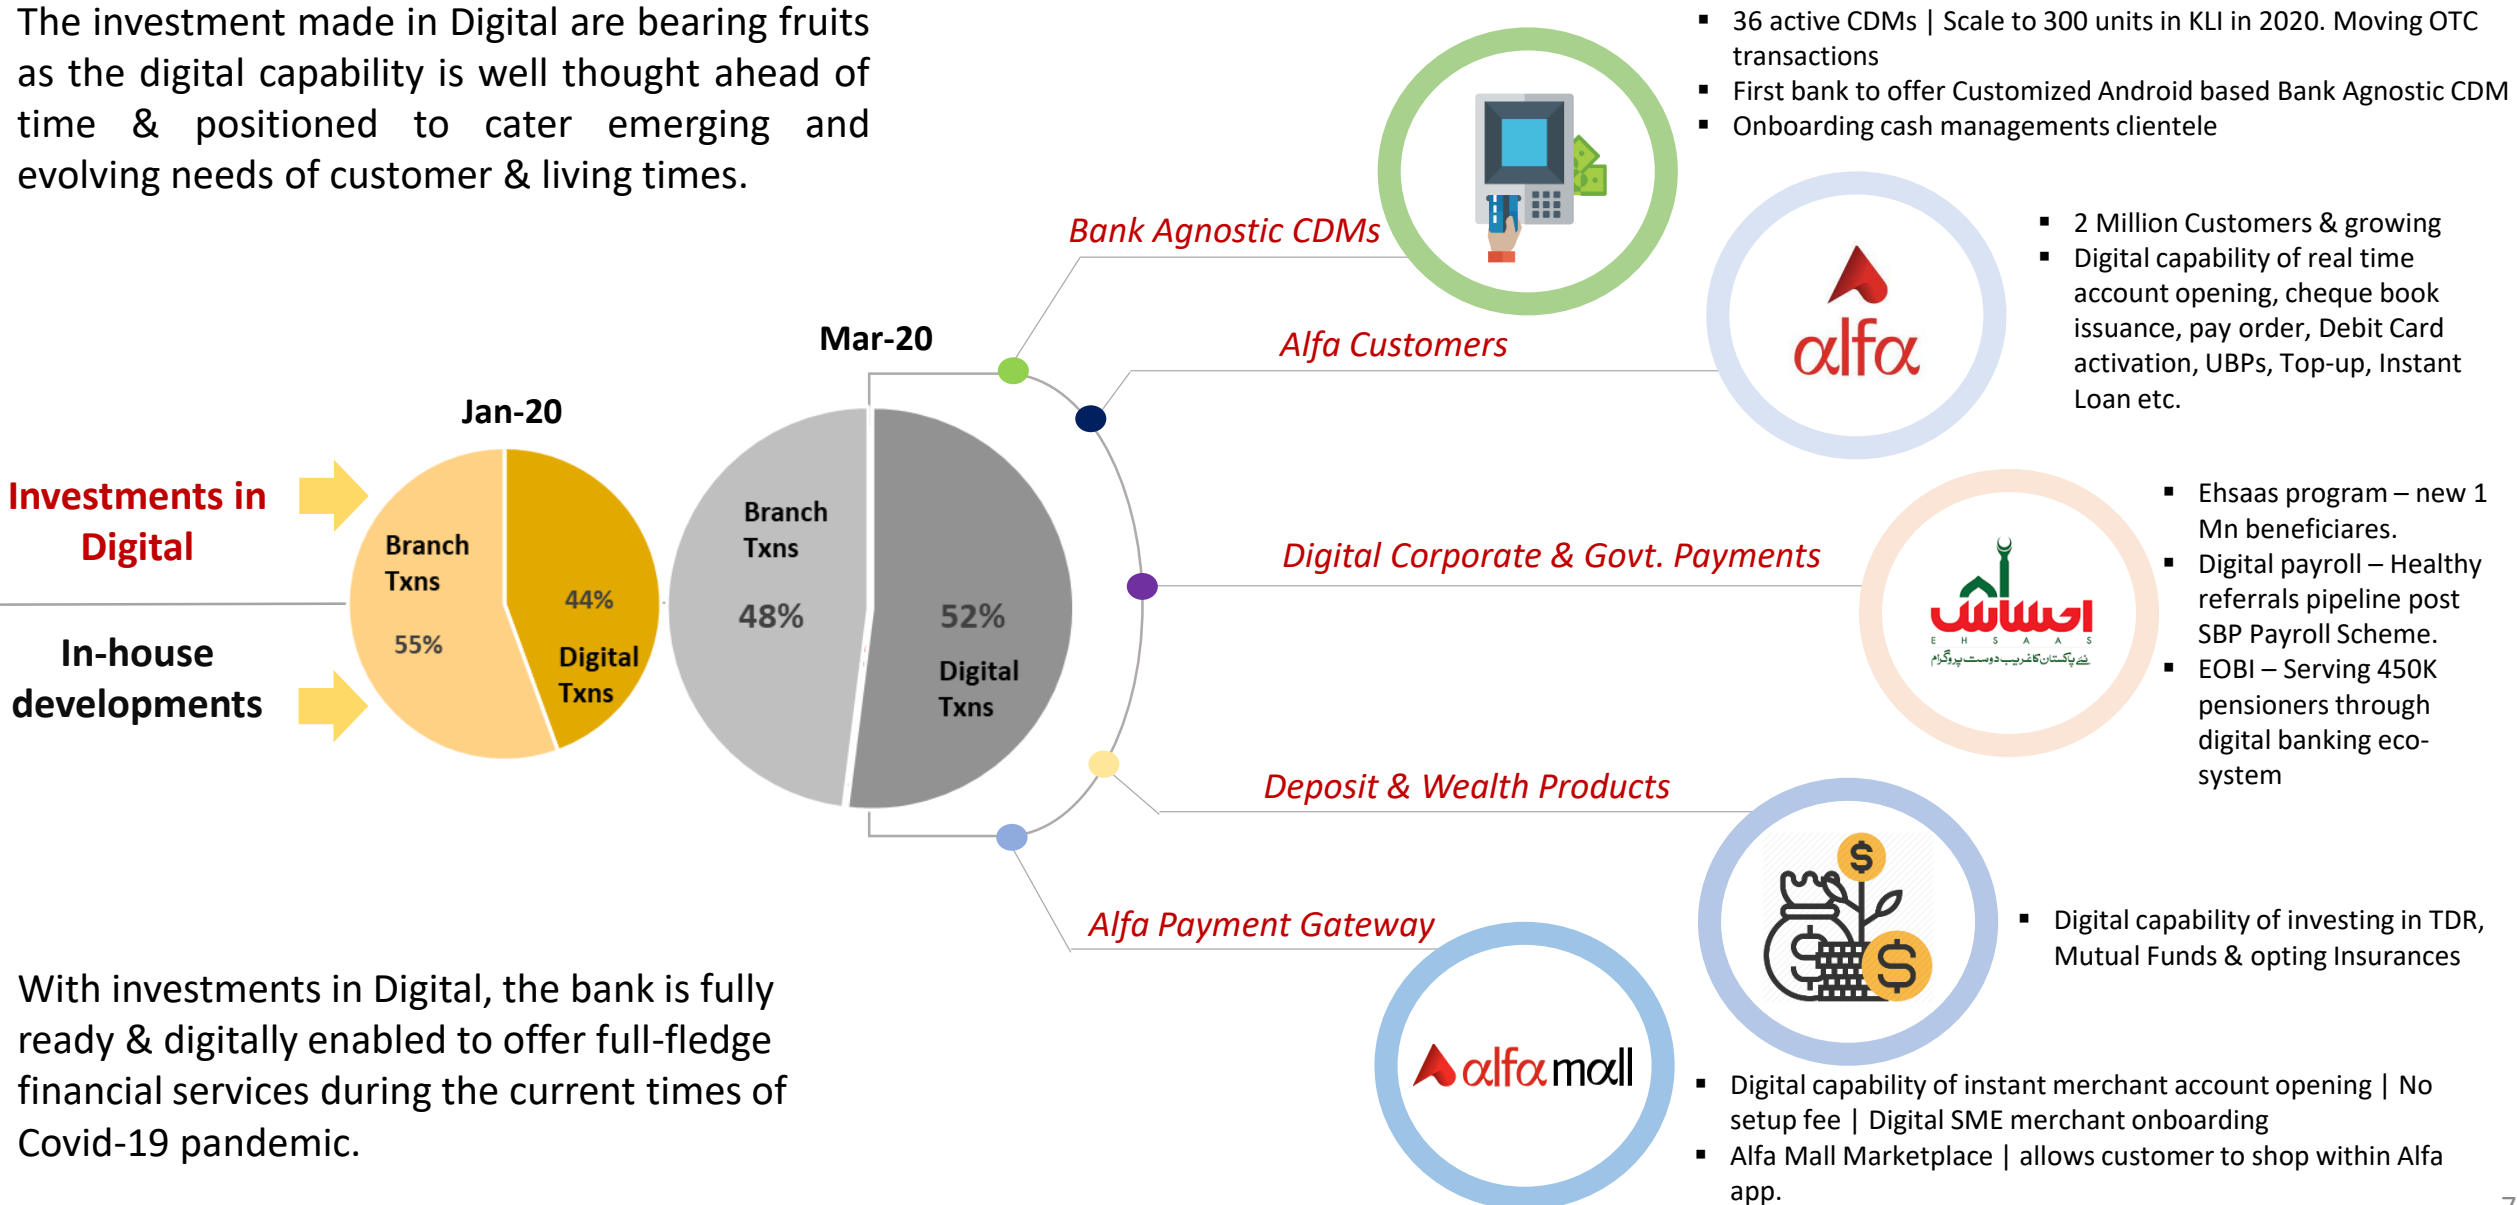 The investment made in Digital are bearing fruits
as the digital capability is well thought ahead of
time & positioned to cater emerging and
evolving needs of customer & living times.
▪ 36 active CDMs | Scale to 300 units in KLI in 2020. Moving OTC
transactions
▪ First bank to offer Customized Android based Bank Agnostic CDM
▪ Onboarding cash managements clientele
Bank Agnostic CDMs
▪ 2 Million Customers & growing
▪ Digital capability of real time
account opening, cheque book
issuance, pay order, Debit Card
activation, UBPs, Top-up, Instant
Loan etc.
alfa
Alfa Customers
Mar-20
Jan-20
Investments in
Digital
In-house
developments
Branch
Txns
55%
44%
Digital
Txns
Branch
Txns
48%
52%
Digital
Txns
Digital Corporate & Govt. Payments
احساس
EHSAAS
نئے پاکستان کا غریب دوست پروگرام
▪ Ehsaas program – new 1
Mn beneficiares.
▪ Digital payroll – Healthy
referrals pipeline post
SBP Payroll Scheme.
▪ EOBI – Serving 450K
pensioners through
digital banking eco-
system
Deposit & Wealth Products
▪ Digital capability of investing in TDR,
Mutual Funds & opting Insurances
Alfa Payment Gateway
alfa mall
▪ Digital capability of instant merchant account opening | No
setup fee | Digital SME merchant onboarding
▪ Alfa Mall Marketplace | allows customer to shop within Alfa
app.
With investments in Digital, the bank is fully
ready & digitally enabled to offer full-fledge
financial services during the current times of
Covid-19 pandemic.
7